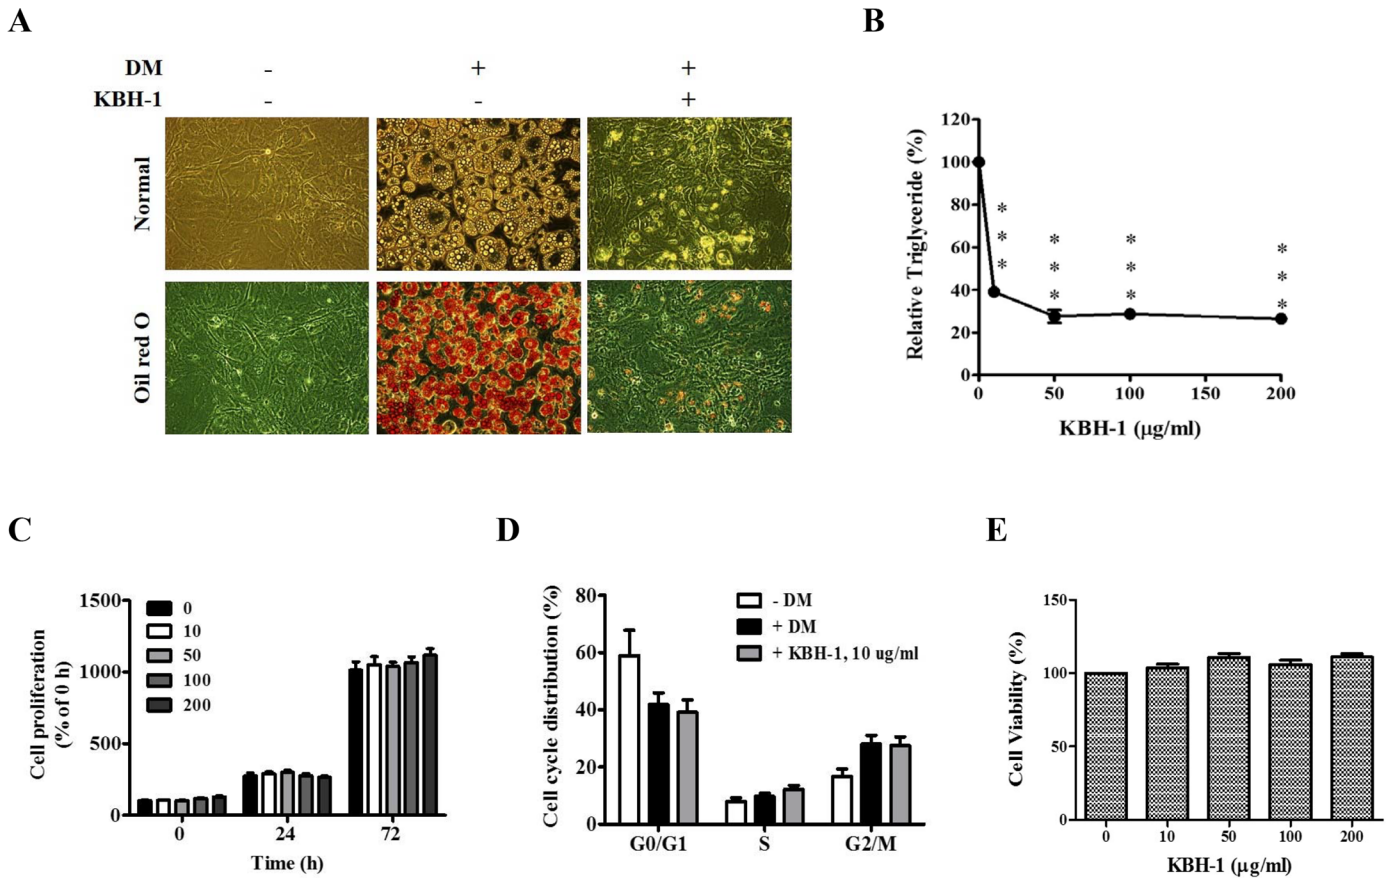 A
DM - + +
KBH-1 - - +
Normal
Oil red O
B
Relative Triglyceride (%)
120
100
80
60
40
20
0
* * *
* * *
* * *
* * *
0 50 100 150 200
KBH-1 (μg/ml)
C
Cell proliferation
(% of 0 h)
1500
1000
500
0
0
10
50
100
200
0 24 72
Time (h)
D
Cell cycle distribution (%)
80
60
40
20
0
- DM
+ DM
+ KBH-1, 10 ug/ml
G0/G1 S G2/M
E
Cell Viability (%)
150
100
50
0
0 10 50 100 200
KBH-1 (μg/ml)